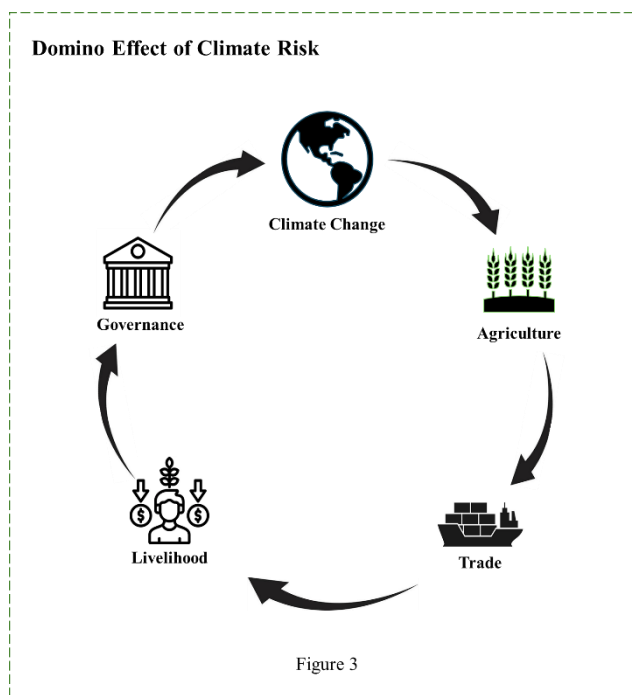 Domino Effect of Climate Risk
Climate Change
Agriculture
Trade
Livelihood
$
$
Governance
Figure 3